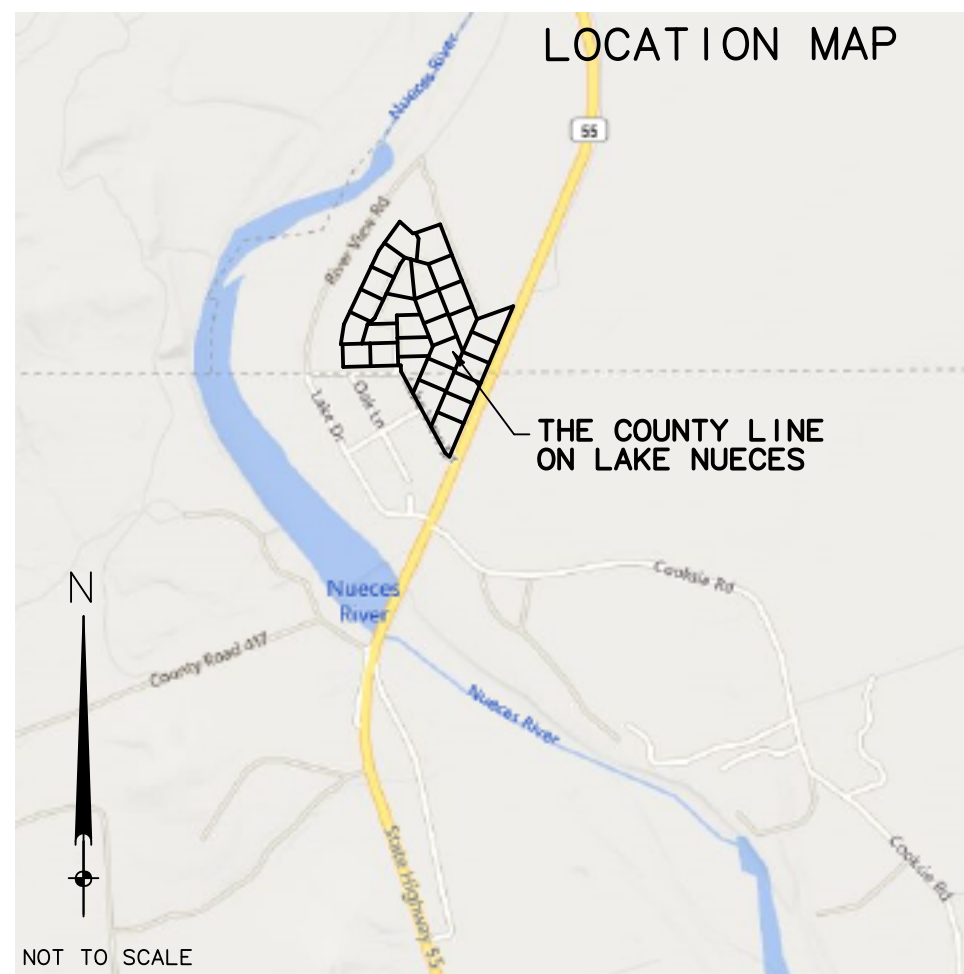 LOCATION MAP
Nueces River
55
River View Rd
Oak Ln
Lake Dr
THE COUNTY LINE
ON LAKE NUECES
N
Cooksie Rd
Nueces
River
County Road 417
Nueces River
State Highway 55
Cooksie Rd
NOT TO SCALE